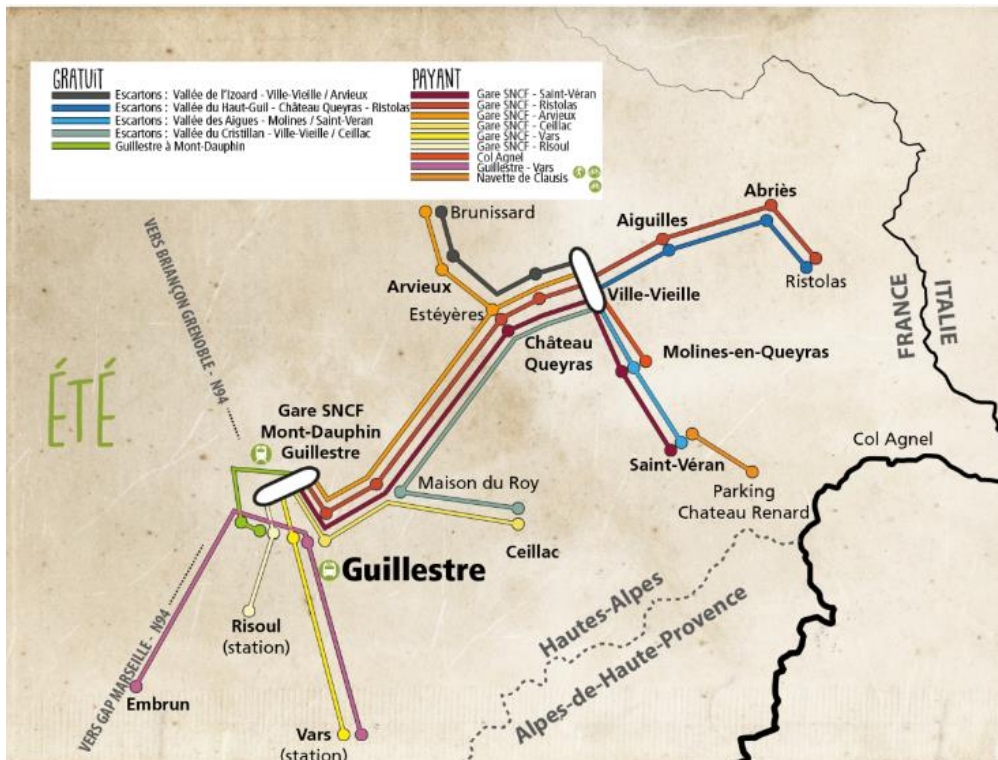 GRATUIT
Escartons : Vallée de l'Izoard - Ville-Vieille / Arvieux
Escartons : Vallée du Haut-Guil - Château Queyras - Ristolas
Escartons : Vallée des Aigues - Molines / Saint-Veran
Escartons : Vallée du Cristillan - Ville-Vieille / Ceillac
Guillestre à Mont-Dauphin
PAYANT
Gare SNCF - Saint-Véran
Gare SNCF - Ristolas
Gare SNCF - Arvieux
Gare SNCF - Ceillac
Gare SNCF - Vars
Gare SNCF - Risoul
Col Agnel
Guillestre - Vars
Navette de Clausis
Brunissard
Abriès
Aiguilles
VERS BRIANÇON GRENOBLE - N94
Arvieux
Ristolas
Ville-Vieille
Estéyères
FRANCE
ITALIE
Château
Queyras
Molines-en-Queyras
ÉTÉ
Gare SNCF
Mont-Dauphin
Guillestre
Col Agnel
Saint-Véran
Maison du Roy
Parking
Chateau Renard
Ceillac
Guillestre
Risoul
(station)
Hautes-Alpes
Alpes-de-Haute-Provence
VERS GAP MARSEILLE - N94
Embrun
Vars
(station)